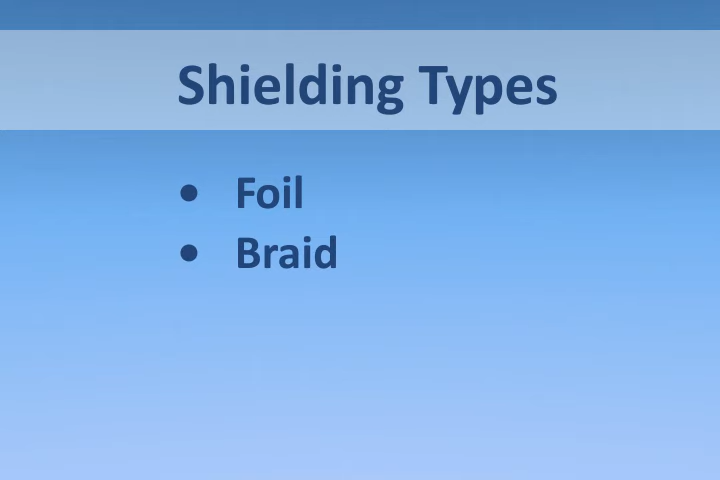 Shielding Types
• Foil
• Braid